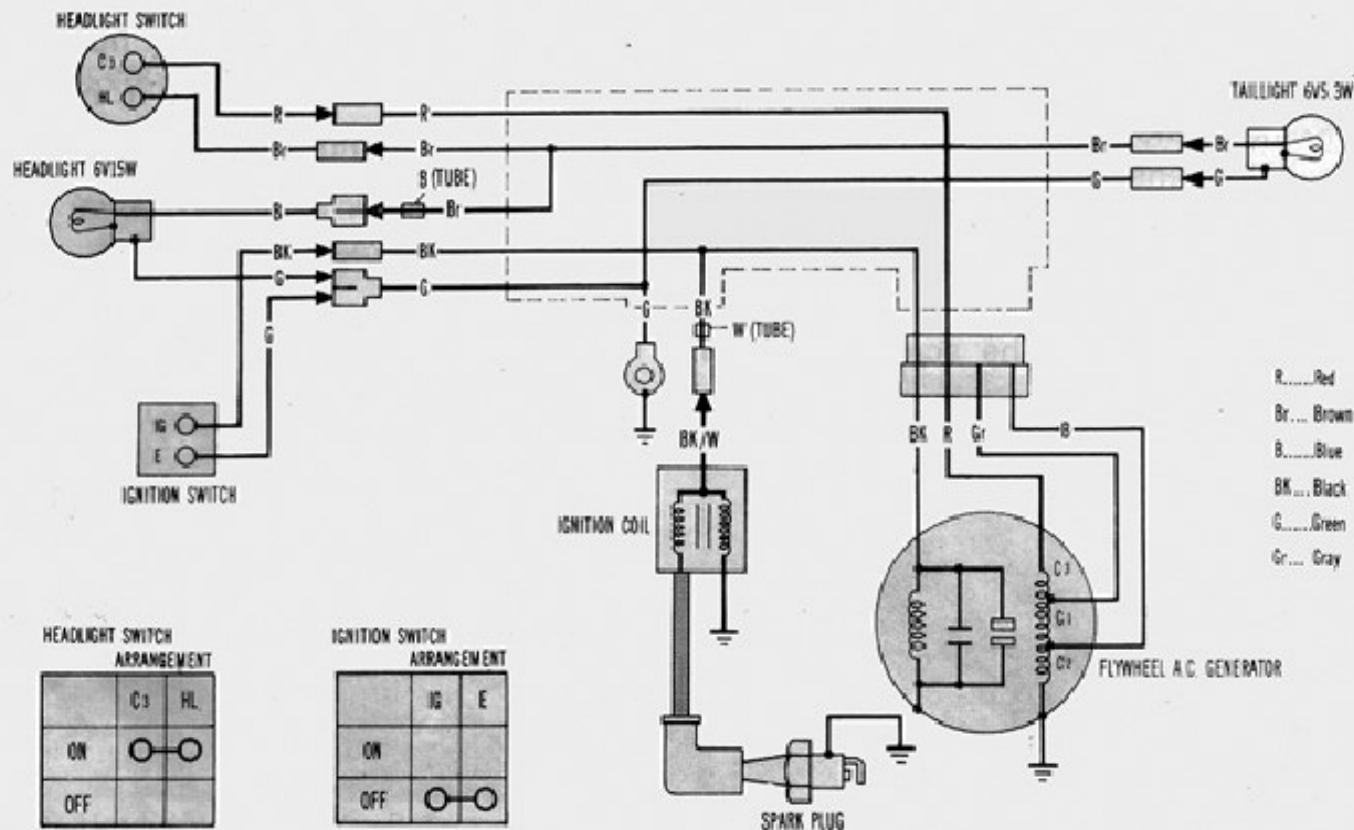 HEADLIGHT SWITCH
C3
HL
R
R
Br
Br
Br
Br
TAILLIGHT 6V5.3W
HEADLIGHT 6V15W
B (TUBE)
B
Br
G
G
BK
BK
G
G
G
G
BK
W (TUBE)
IG
E
IGNITION SWITCH
BK/W
BK
R
Gr
B
R......Red
Br.... Brown
B......Blue
BK....Black
G......Green
Gr.... Gray
IGNITION COIL
C3
G1
C2
FLYWHEEL A.C. GENERATOR
HEADLIGHT SWITCH
ARRANGEMENT
C3 HL
ON
OFF
IGNITION SWITCH
ARRANGEMENT
IG E
ON
OFF
SPARK PLUG